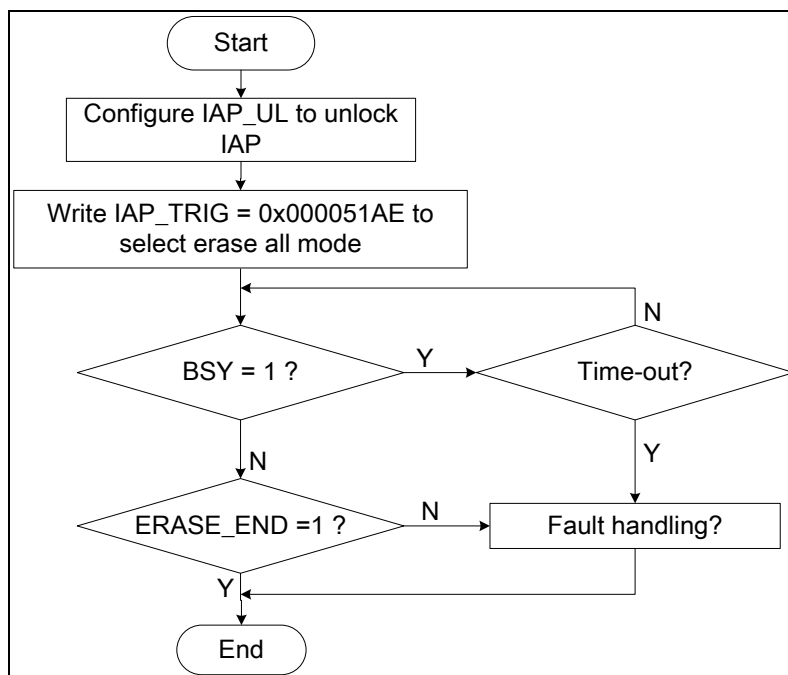 Start
Configure IAP_UL to unlock
IAP
Write IAP_TRIG = 0x000051AE to
select erase all mode
N
BSY = 1 ?
Y
Time-out?
N
Y
ERASE_END =1 ?
N
Fault handling?
Y
End